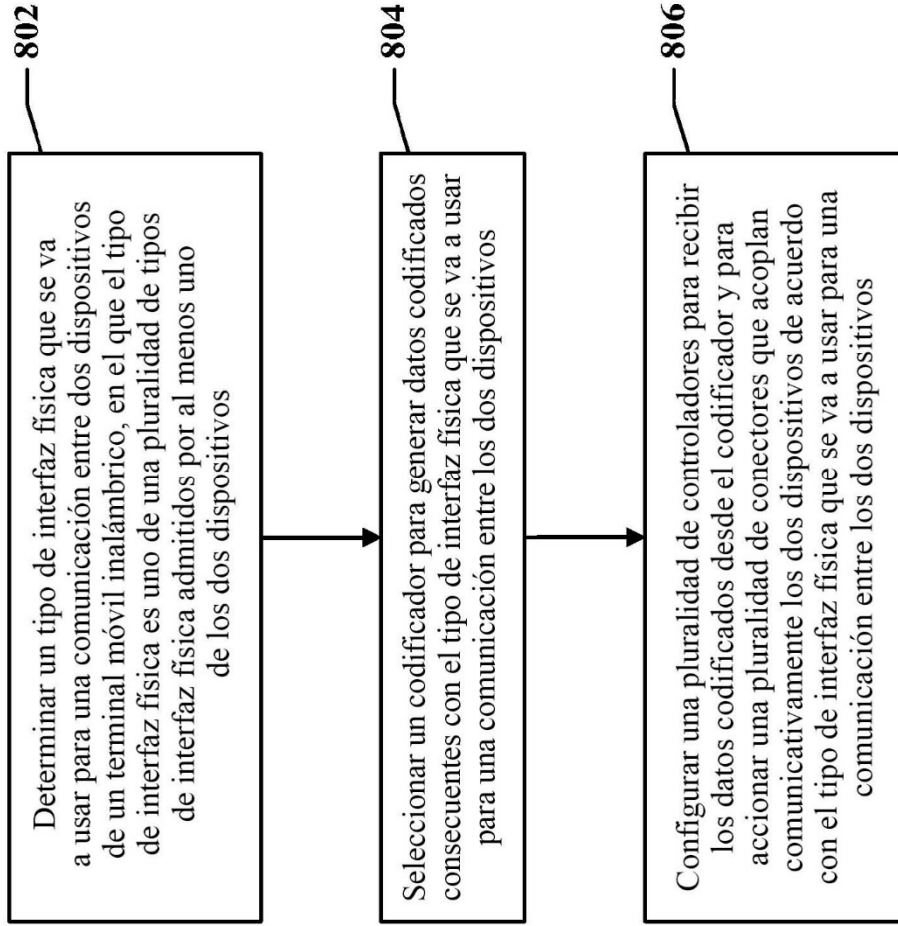 802
Determinar un tipo de interfaz física que se va
a usar para una comunicación entre dos dispositivos
de un terminal móvil inalámbrico, en el que el tipo
de interfaz física es uno de una pluralidad de tipos
de interfaz física admitidos por al menos uno
de los dos dispositivos
804
Seleccionar un codificador para generar datos codificados
consecuentes con el tipo de interfaz física que se va a usar
para una comunicación entre los dos dispositivos
806
Configurar una pluralidad de controladores para recibir
los datos codificados desde el codificador y para
accionar una pluralidad de conectores que acoplan
comunicativamente los dos dispositivos de acuerdo
con el tipo de interfaz física que se va a usar para una
comunicación entre los dos dispositivos